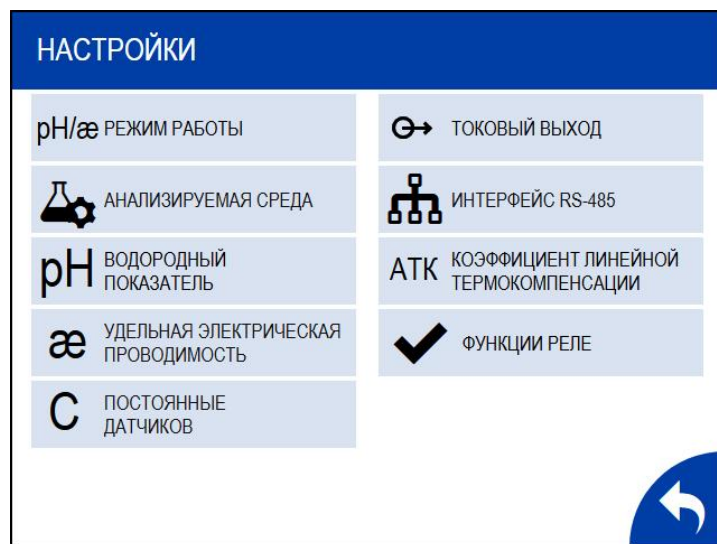 НАСТРОЙКИ
pH/æ РЕЖИМ РАБОТЫ
АНАЛИЗИРУЕМАЯ СРЕДА
pH ВОДОРОДНЫЙ
ПОКАЗАТЕЛЬ
æ УДЕЛЬНАЯ ЭЛЕКТРИЧЕСКАЯ
ПРОВОДИМОСТЬ
С ПОСТОЯННЫЕ
ДАТЧИКОВ
ТОКОВЫЙ ВЫХОД
ИНТЕРФЕЙС RS-485
АТК КОЭФФИЦИЕНТ ЛИНЕЙНОЙ
ТЕРМОКОМПЕНСАЦИИ
ФУНКЦИИ РЕЛЕ